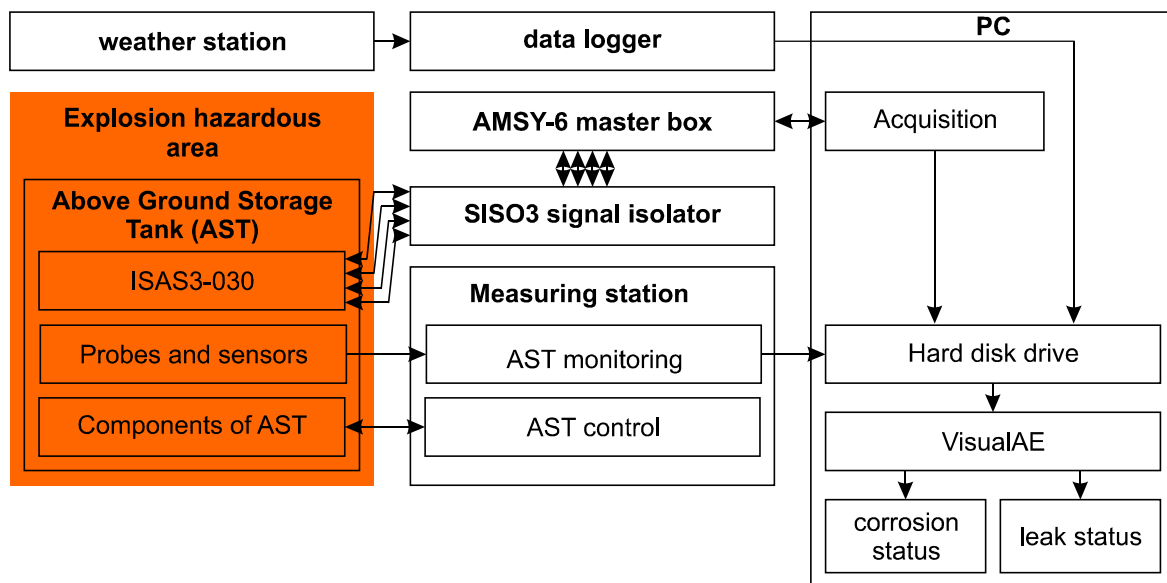 weather station
data logger
PC
Explosion hazardous
area
AMSY-6 master box
Acquisition
Above Ground Storage
Tank (AST)
SISO3 signal isolator
ISAS3-030
Measuring station
Probes and sensors
AST monitoring
Hard disk drive
Components of AST
AST control
VisualAE
corrosion
status
leak status